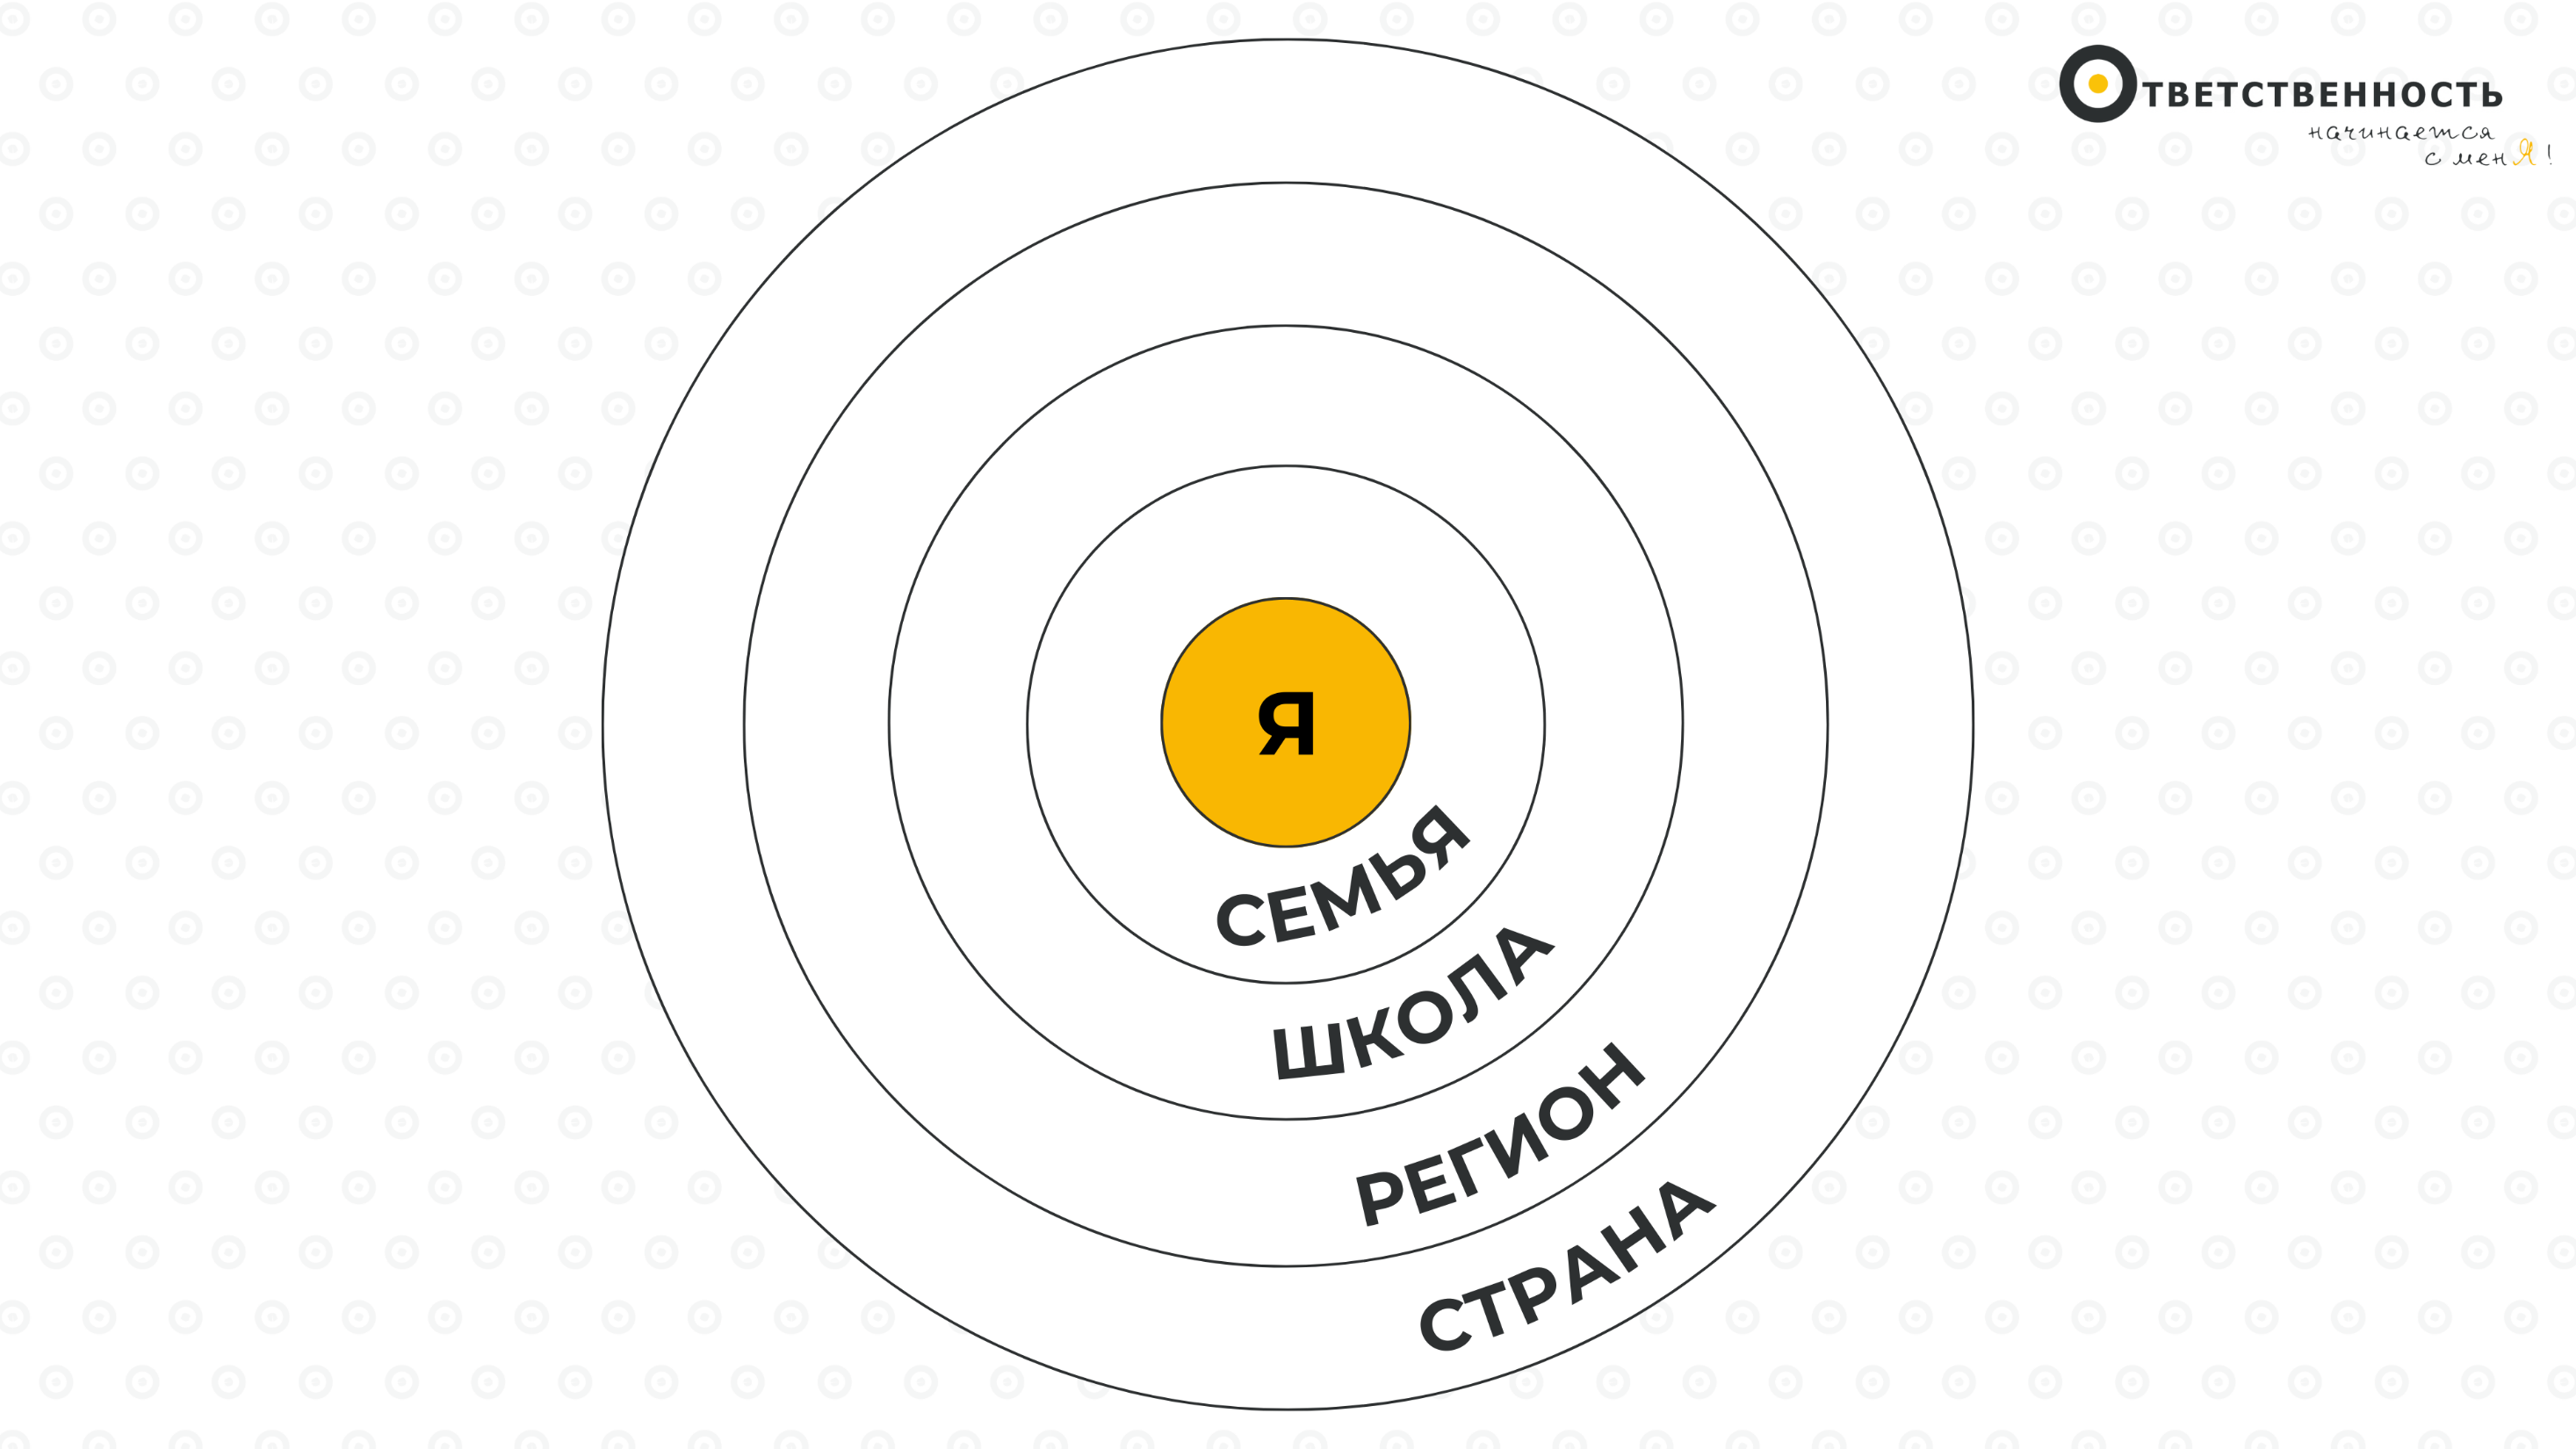 ОТВЕТСТВЕННОСТЬ
начинается
с менЯ!
Я
СЕМЬЯ
ШКОЛА
РЕГИОН
СТРАНА